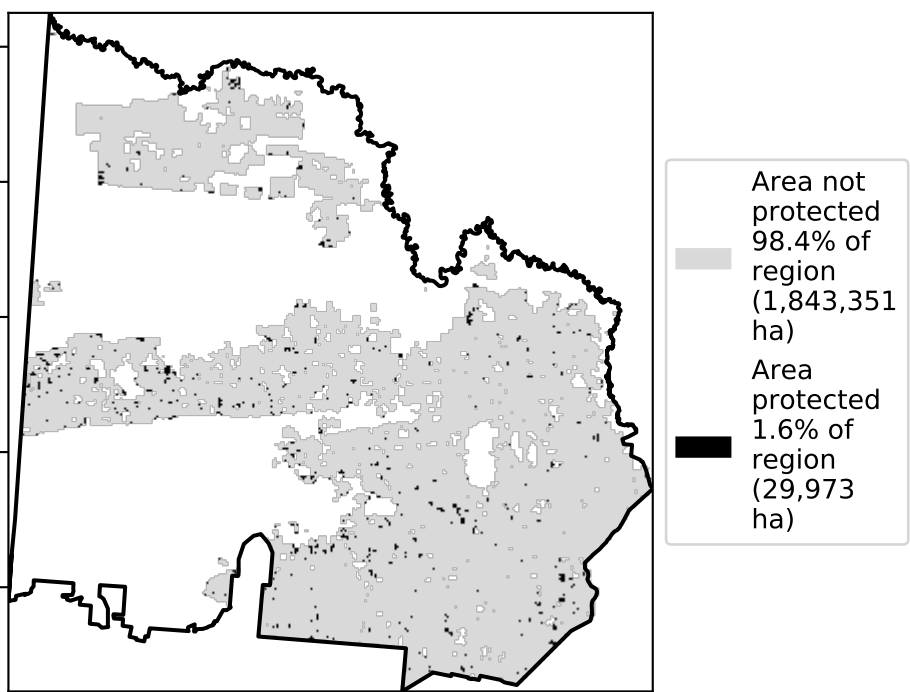 Area not
protected
98.4% of
region
(1,843,351
ha)
Area
protected
1.6% of
region
(29,973
ha)